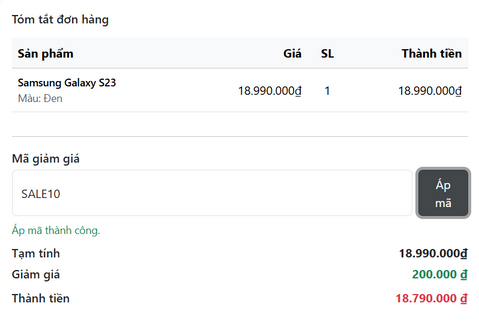 Tóm tắt đơn hàng
Sản phẩm Giá SL Thành tiền
Samsung Galaxy S23 18.990.000₫ 1 18.990.000₫
Màu: Đen
Mã giảm giá
SALE10 Áp mã
Áp mã thành công.
Tạm tính 18.990.000₫
Giảm giá 200.000 ₫
Thành tiền 18.790.000 ₫